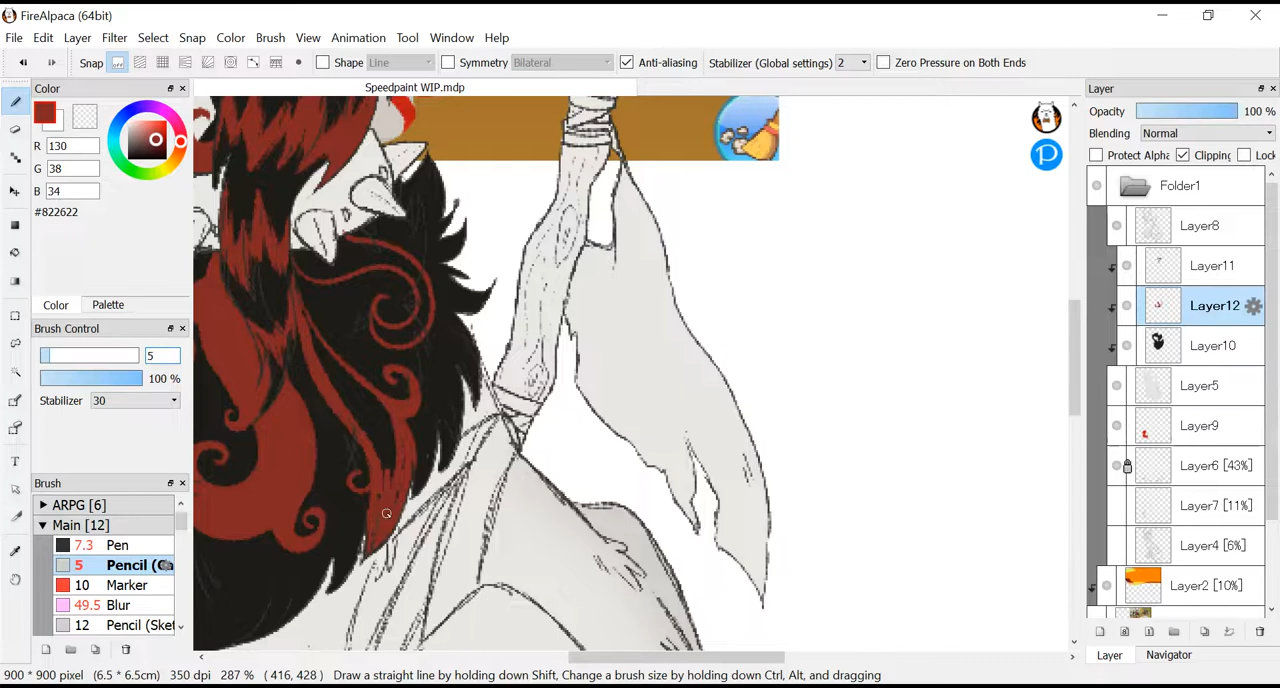 FireAlpaca (64bit)
File Edit Layer Filter Select Snap Color Brush View Animation Tool Window Help
Snap OFF Shape Line Symmetry Bilateral Anti-aliasing Stabilizer (Global settings) 2 Zero Pressure on Both Ends
Color
Speedpaint WIP.mdp
Layer
Opacity 100 %
Blending Normal
Protect Alpha Clipping Lock
R 130
G 38
B 34
#822622
Color Palette
Brush Control
5
100 %
Stabilizer 30
Brush
ARPG [6]
Main [12]
7.3 Pen
5 Pencil (Ca
10 Marker
49.5 Blur
12 Pencil (Sket
Folder1
Layer8
Layer11
Layer12
Layer10
Layer5
Layer9
Layer6 [43%]
Layer7 [11%]
Layer4 [6%]
Layer2 [10%]
Layer Navigator
900 * 900 pixel (6.5 * 6.5cm) 350 dpi 287 % ( 416, 428 ) Draw a straight line by holding down Shift, Change a brush size by holding down Ctrl, Alt, and dragging